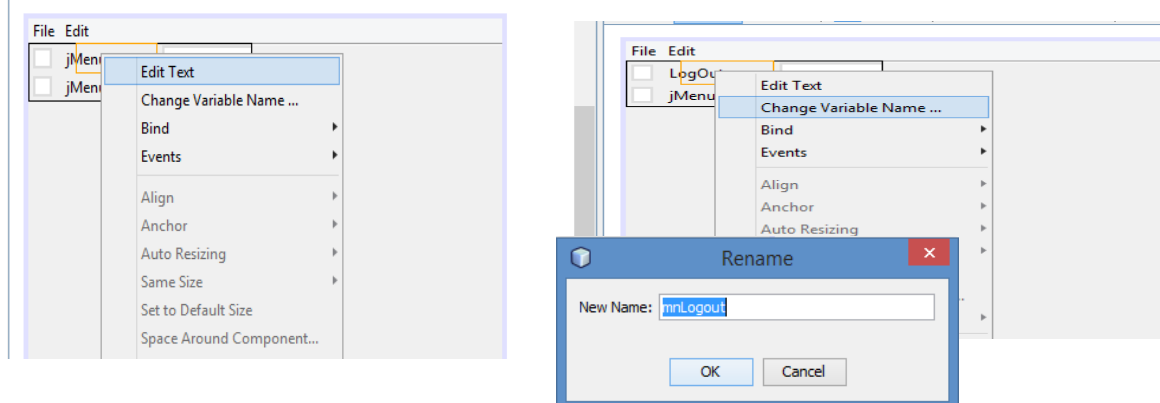 File Edit
jMen
jMenu
Edit Text
Change Variable Name ...
Bind
Events
Align
Anchor
Auto Resizing
Same Size
Set to Default Size
Space Around Component...
File Edit
LogOu
jMenu
Edit Text
Change Variable Name ...
Bind
Events
Align
Anchor
Auto Resizing
Rename
New Name: mnLogout
OK Cancel